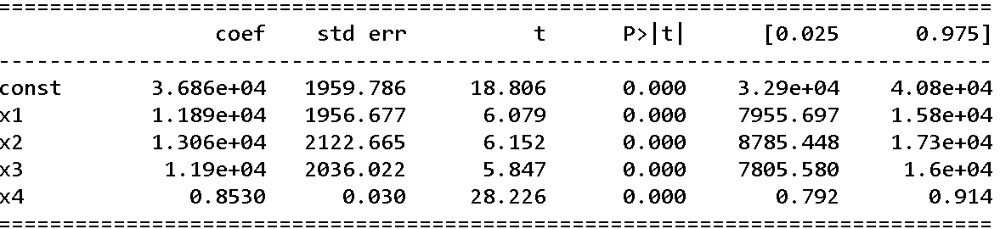 coef std err t P>|t| [0.025 0.975]
const 3.686e+04 1959.786 18.806 0.000 3.29e+04 4.08e+04
x1 1.189e+04 1956.677 6.079 0.000 7955.697 1.58e+04
x2 1.306e+04 2122.665 6.152 0.000 8785.448 1.73e+04
x3 1.19e+04 2036.022 5.847 0.000 7805.580 1.6e+04
x4 0.8530 0.030 28.226 0.000 0.792 0.914